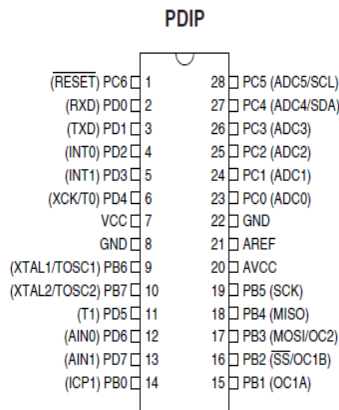 PDIP
(RESET) PC6 1 28 PC5 (ADC5/SCL)
(RXD) PD0 2 27 PC4 (ADC4/SDA)
(TXD) PD1 3 26 PC3 (ADC3)
(INT0) PD2 4 25 PC2 (ADC2)
(INT1) PD3 5 24 PC1 (ADC1)
(XCK/T0) PD4 6 23 PC0 (ADC0)
VCC 7 22 GND
GND 8 21 AREF
(XTAL1/TOSC1) PB6 9 20 AVCC
(XTAL2/TOSC2) PB7 10 19 PB5 (SCK)
(T1) PD5 11 18 PB4 (MISO)
(AIN0) PD6 12 17 PB3 (MOSI/OC2)
(AIN1) PD7 13 16 PB2 (SS/OC1B)
(ICP1) PB0 14 15 PB1 (OC1A)